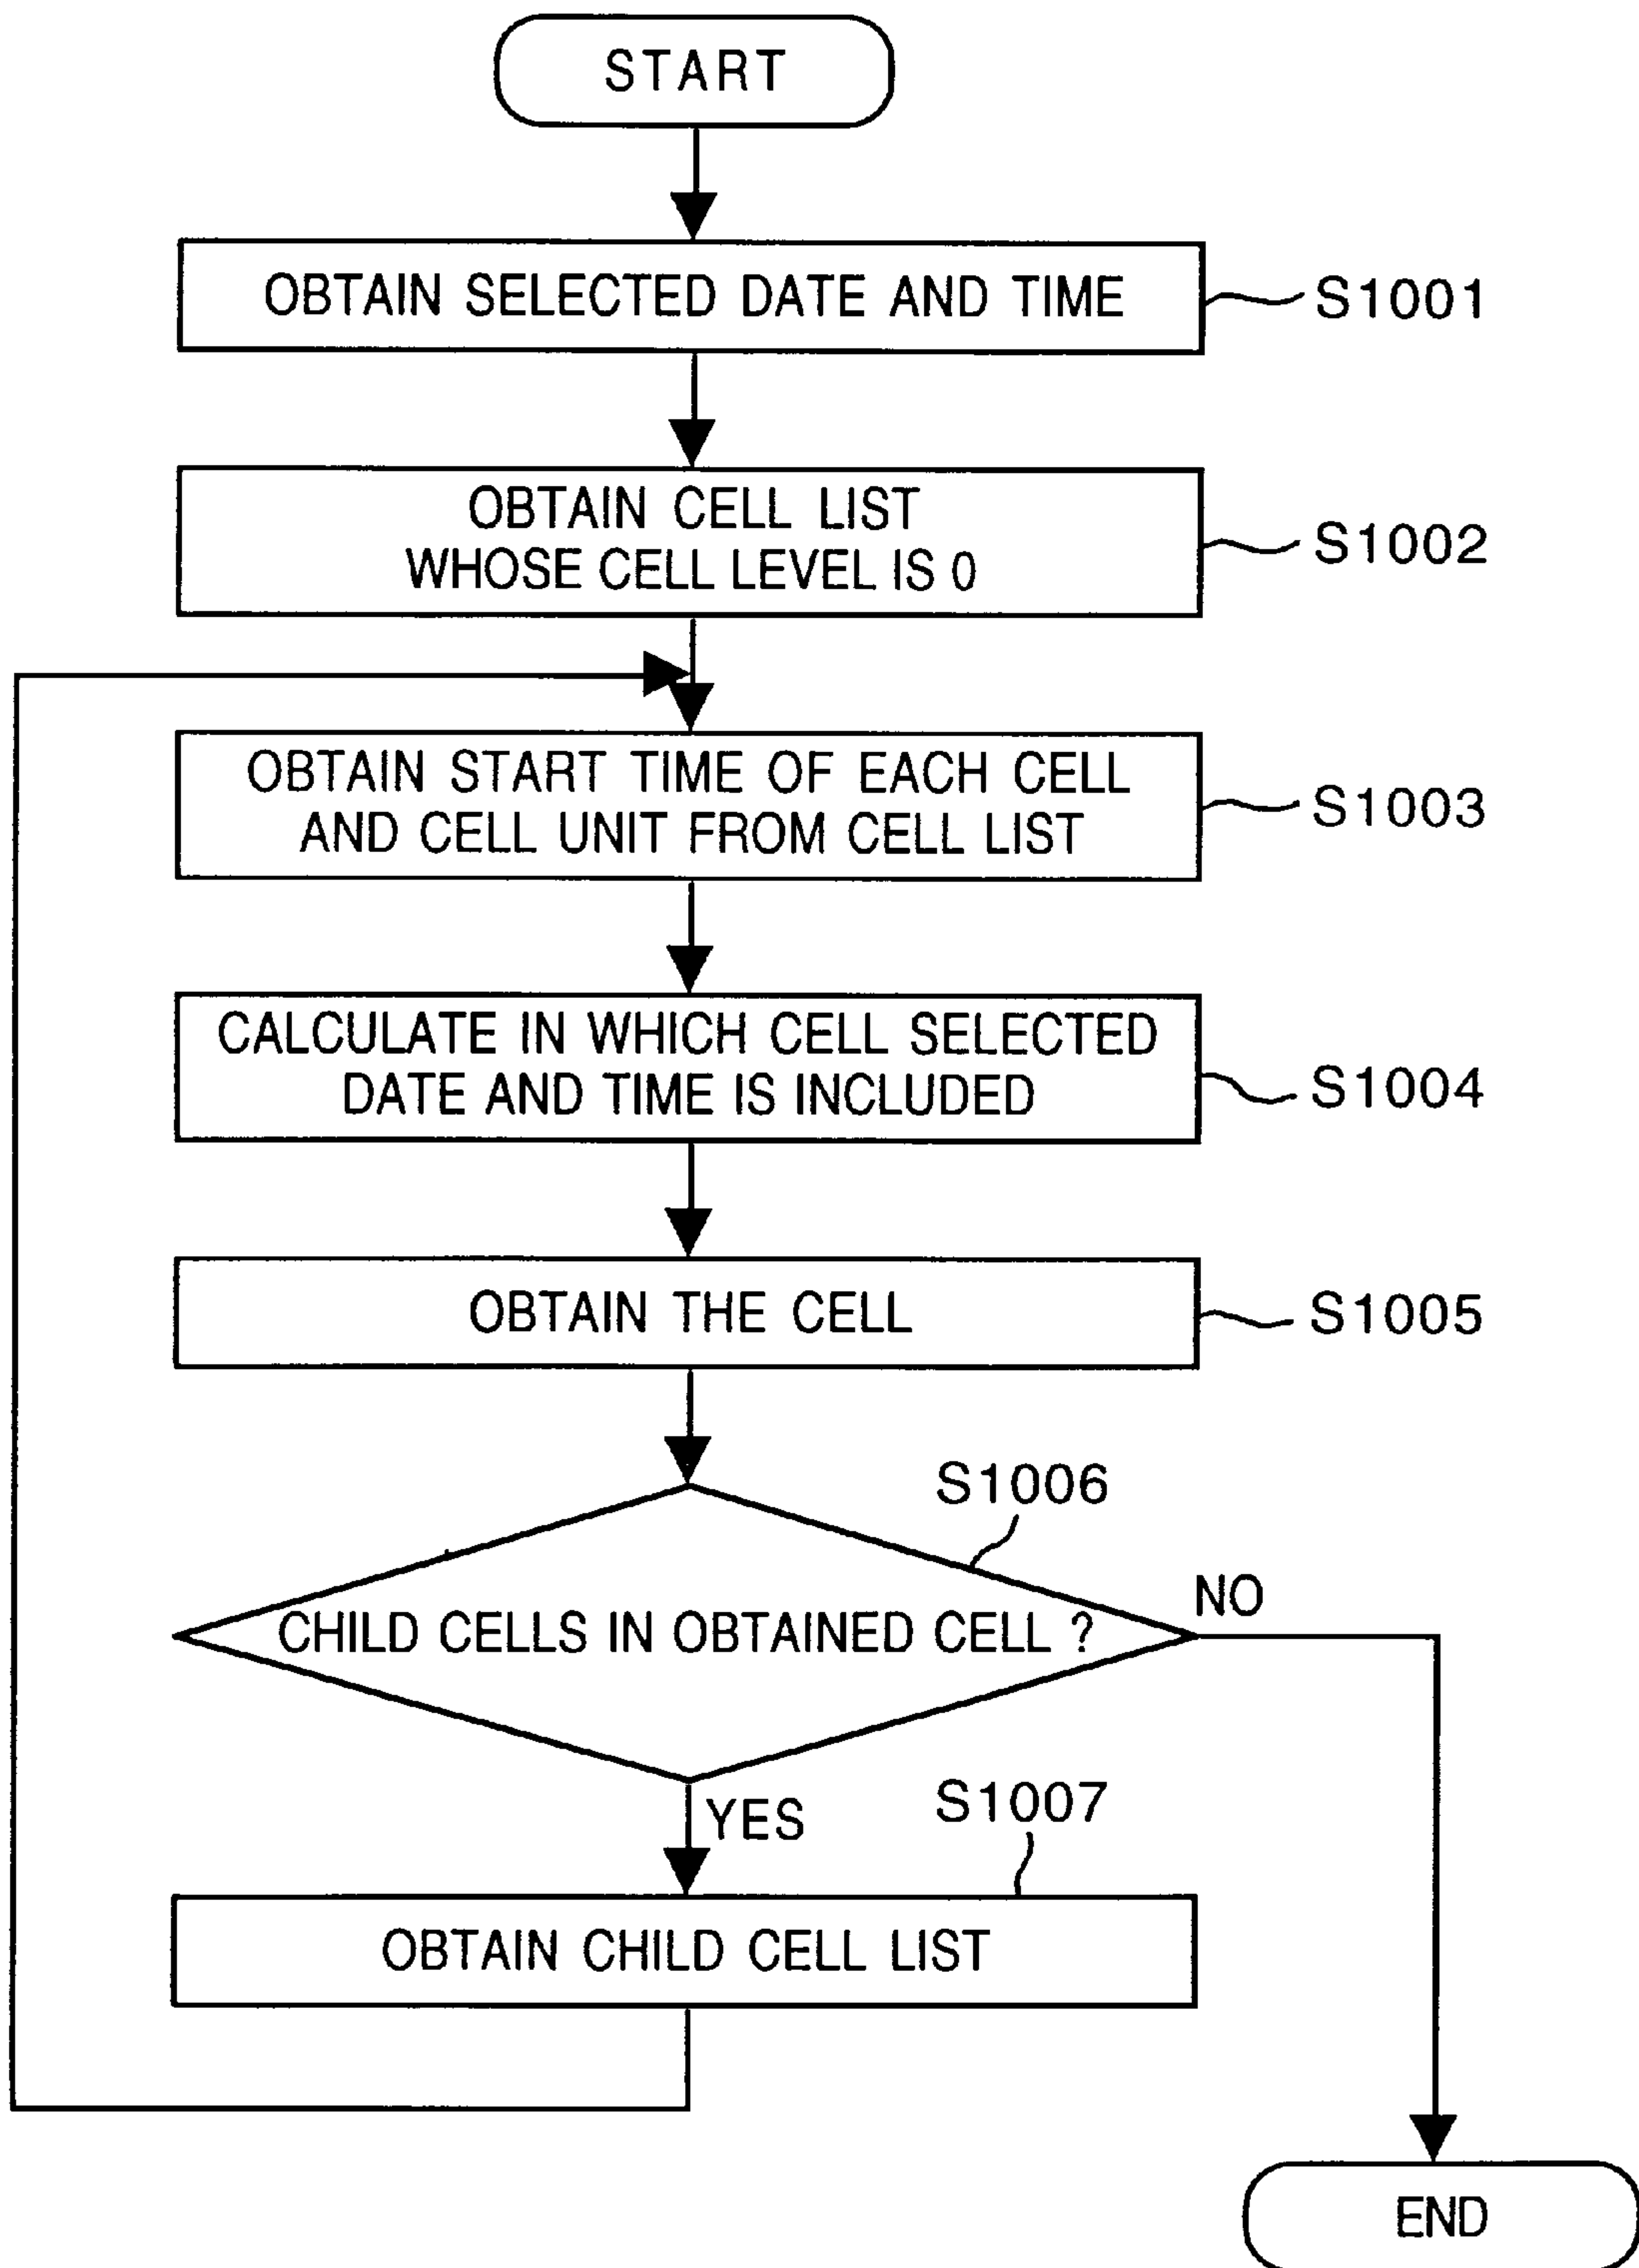 START
OBTAIN SELECTED DATE AND TIME
S1001
OBTAIN CELL LIST
WHOSE CELL LEVEL IS 0
S1002
OBTAIN START TIME OF EACH CELL
AND CELL UNIT FROM CELL LIST
S1003
CALCULATE IN WHICH CELL SELECTED
DATE AND TIME IS INCLUDED
S1004
OBTAIN THE CELL
S1005
S1006
CHILD CELLS IN OBTAINED CELL ?
NO
YES
S1007
OBTAIN CHILD CELL LIST
END